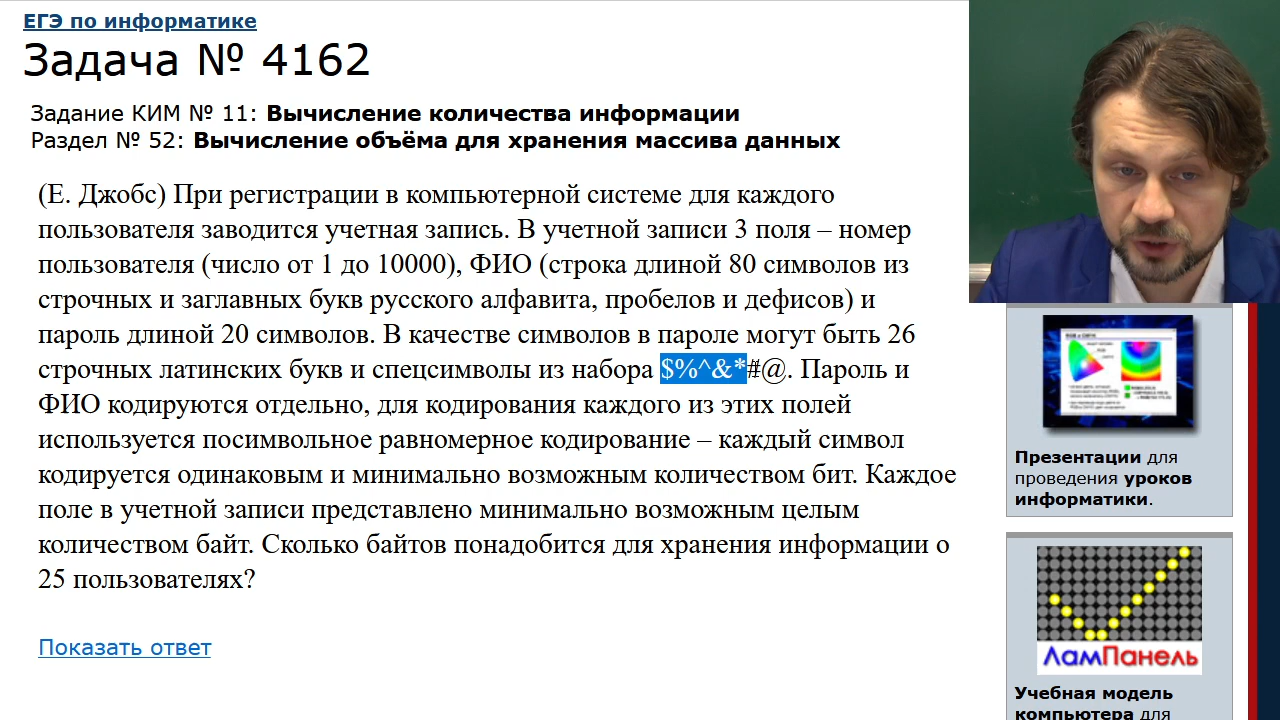 ЕГЭ по информатике
Задача № 4162
Задание КИМ № 11: Вычисление количества информации
Раздел № 52: Вычисление объёма для хранения массива данных
(Е. Джобс) При регистрации в компьютерной системе для каждого
пользователя заводится учетная запись. В учетной записи 3 поля – номер
пользователя (число от 1 до 10000), ФИО (строка длиной 80 символов из
строчных и заглавных букв русского алфавита, пробелов и дефисов) и
пароль длиной 20 символов. В качестве символов в пароле могут быть 26
строчных латинских букв и спецсимволы из набора $%^&*#@. Пароль и
ФИО кодируются отдельно, для кодирования каждого из этих полей
используется посимвольное равномерное кодирование – каждый символ
кодируется одинаковым и минимально возможным количеством бит. Каждое
поле в учетной записи представлено минимально возможным целым
количеством байт. Сколько байтов понадобится для хранения информации о
25 пользователях?
Показать ответ
Презентации для
проведения уроков
информатики.
ЛамПанель
Учебная модель
компьютера для